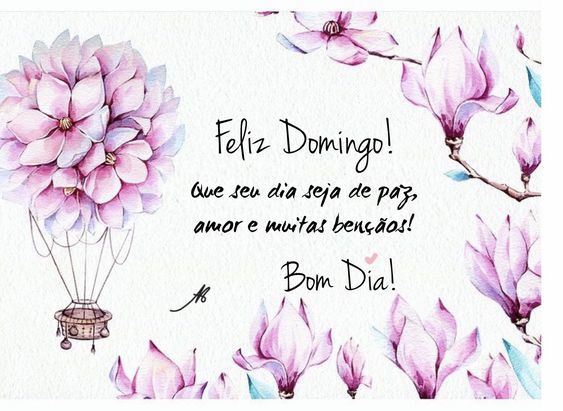 Feliz Domingo!
Que seu dia seja de paz,
amor e muitas bençãos!
Bom Dia!